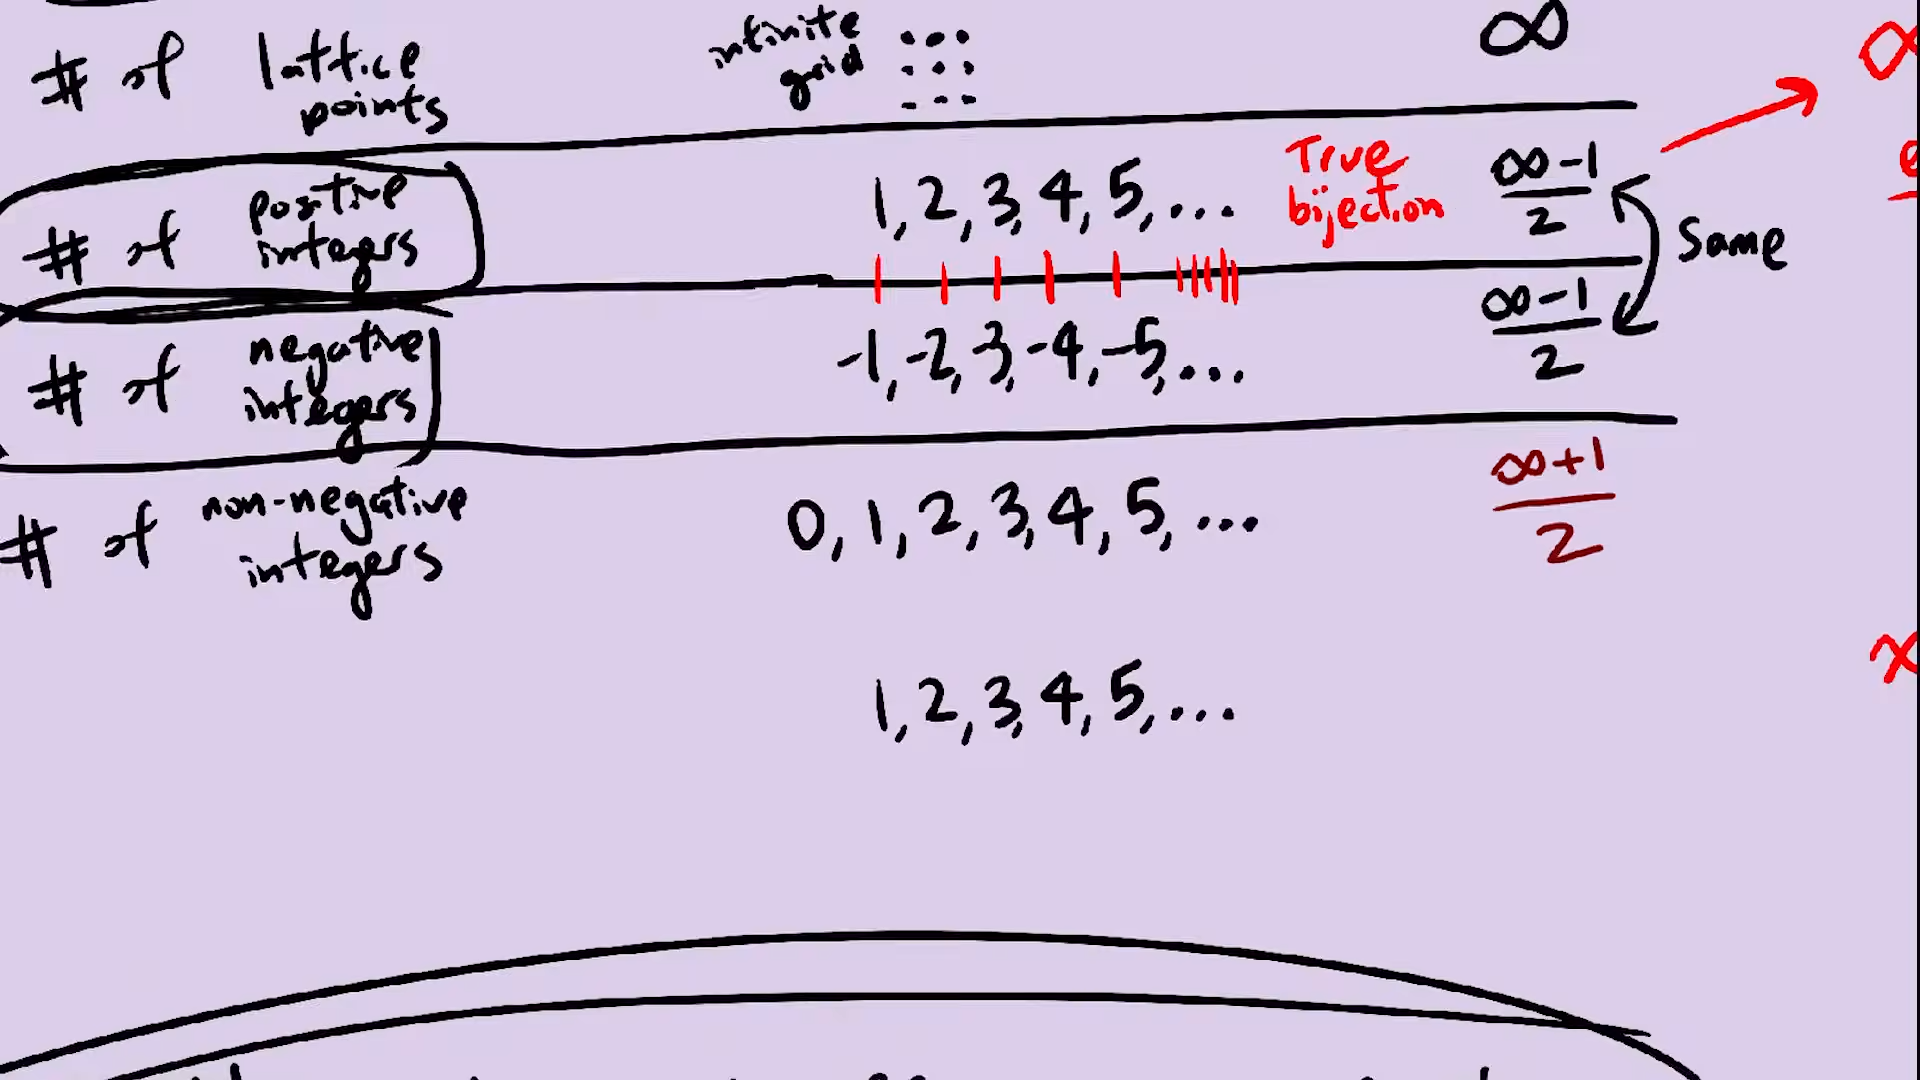 # of lattice points
infinite grid
∞
∞
# of positive integers
1, 2, 3, 4, 5, ...
True bijection
∞-1
2
Same
# of negative integers
-1, -2, -3, -4, -5, ...
∞-1
2
# of non-negative integers
0, 1, 2, 3, 4, 5, ...
∞+1
2
x
1, 2, 3, 4, 5, ...